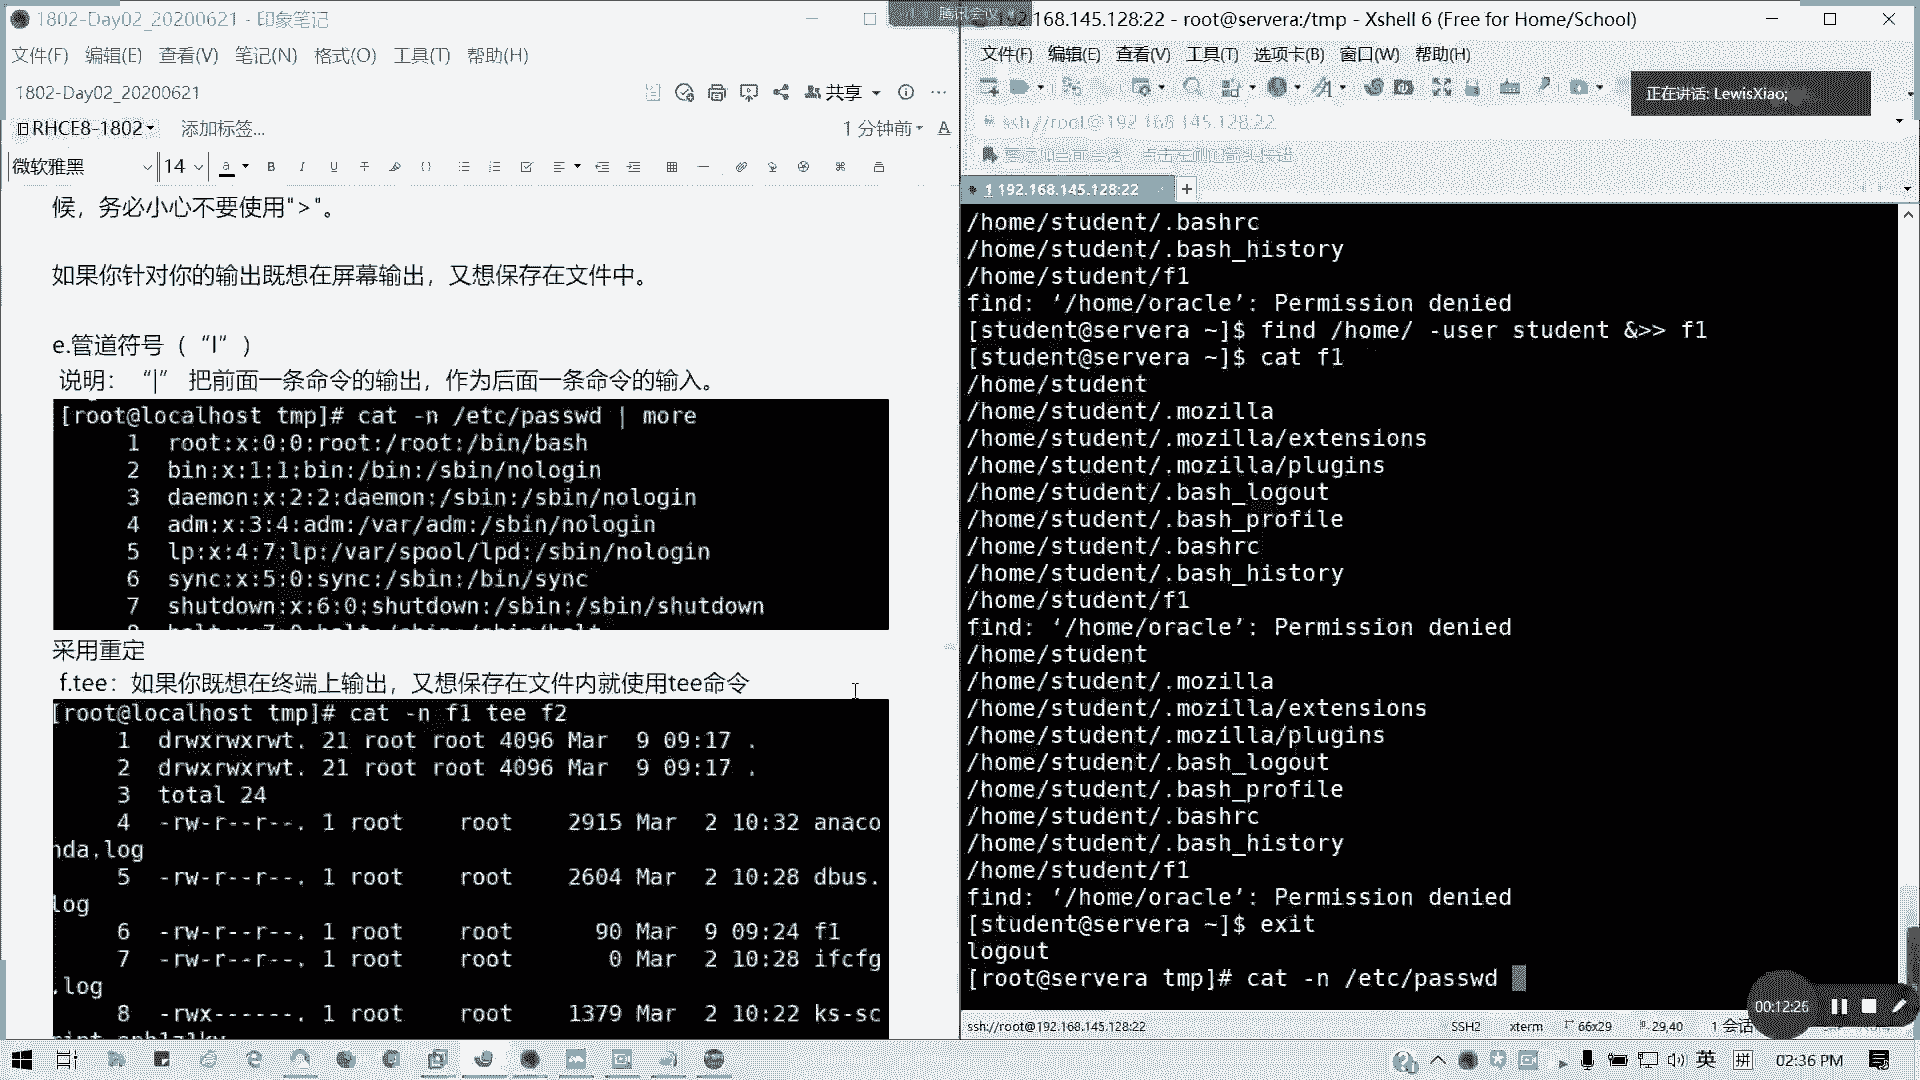 1802-Day02_20200621 - 印象笔记
文件(F) 编辑(E) 查看(V) 笔记(N) 格式(O) 工具(T) 帮助(H)
1802-Day02_20200621
共享
RHCE8-1802
添加标签...
1 分钟前
微软雅黑
14
候，务必小心不要使用">"。
如果你针对你的输出既想在屏幕输出，又想保存在文件中。
e.管道符号（“l”）
说明：“|” 把前面一条命令的输出，作为后面一条命令的输入。
[root@localhost tmp]# cat -n /etc/passwd | more
1 root:x:0:0:root:/root:/bin/bash
2 bin:x:1:1:bin:/bin:/sbin/nologin
3 daemon:x:2:2:daemon:/sbin:/sbin/nologin
4 adm:x:3:4:adm:/var/adm:/sbin/nologin
5 lp:x:4:7:lp:/var/spool/lpd:/sbin/nologin
6 sync:x:5:0:sync:/sbin:/bin/sync
7 shutdown:x:6:0:shutdown:/sbin:/sbin/shutdown
采用重定
f.tee：如果你既想在终端上输出，又想保存在文件内就使用tee命令
[root@localhost tmp]# cat -n f1 tee f2
1 drwxrwxrwt. 21 root root 4096 Mar 9 09:17 .
2 drwxrwxrwt. 21 root root 4096 Mar 9 09:17 .
3 total 24
4 -rw-r--r--. 1 root root 2915 Mar 2 10:32 anaco
nda.log
5 -rw-r--r--. 1 root root 2604 Mar 2 10:28 dbus.
log
6 -rw-r--r--. 1 root root 90 Mar 9 09:24 f1
7 -rw-r--r--. 1 root root 0 Mar 2 10:28 ifcfg
.log
8 -rwx------. 1 root root 1379 Mar 2 10:22 ks-sc
腾讯会议
192.168.145.128:22 - root@servera:/tmp - Xshell 6 (Free for Home/School)
文件(F) 编辑(E) 查看(V) 工具(T) 选项卡(B) 窗口(W) 帮助(H)
正在讲话: LewisXiao;
ssh://root@192.168.145.128:22
1 192.168.145.128:22
/home/student/.bashrc
/home/student/.bash_history
/home/student/f1
find: ‘/home/oracle’: Permission denied
[student@servera ~]$ find /home/ -user student &>> f1
[student@servera ~]$ cat f1
/home/student
/home/student/.mozilla
/home/student/.mozilla/extensions
/home/student/.mozilla/plugins
/home/student/.bash_logout
/home/student/.bash_profile
/home/student/.bashrc
/home/student/.bash_history
/home/student/f1
find: ‘/home/oracle’: Permission denied
/home/student
/home/student/.mozilla
/home/student/.mozilla/extensions
/home/student/.mozilla/plugins
/home/student/.bash_logout
/home/student/.bash_profile
/home/student/.bashrc
/home/student/.bash_history
/home/student/f1
find: ‘/home/oracle’: Permission denied
[student@servera ~]$ exit
logout
[root@servera tmp]# cat -n /etc/passwd
00:12:26
ssh://root@192.168.145.128:22
SSH2
xterm
66x29
29,40
1 会话
英
拼
02:36 PM